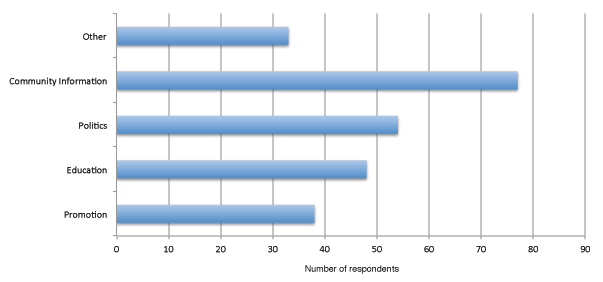 Other
Community Information
Politics
Education
Promotion
0 10 20 30 40 50 60 70 80 90
Number of respondents